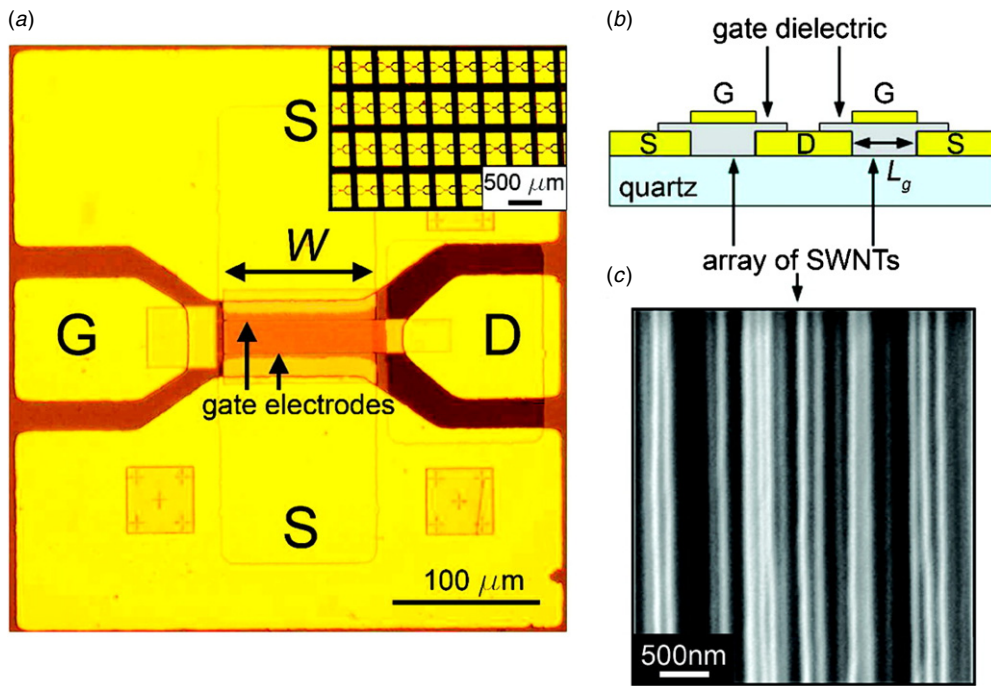 (a)
S
500 μm
W
G
D
gate electrodes
S
100 μm
(b)
gate dielectric
G
G
S
D
S
L_g
quartz
array of SWNTs
(c)
500nm